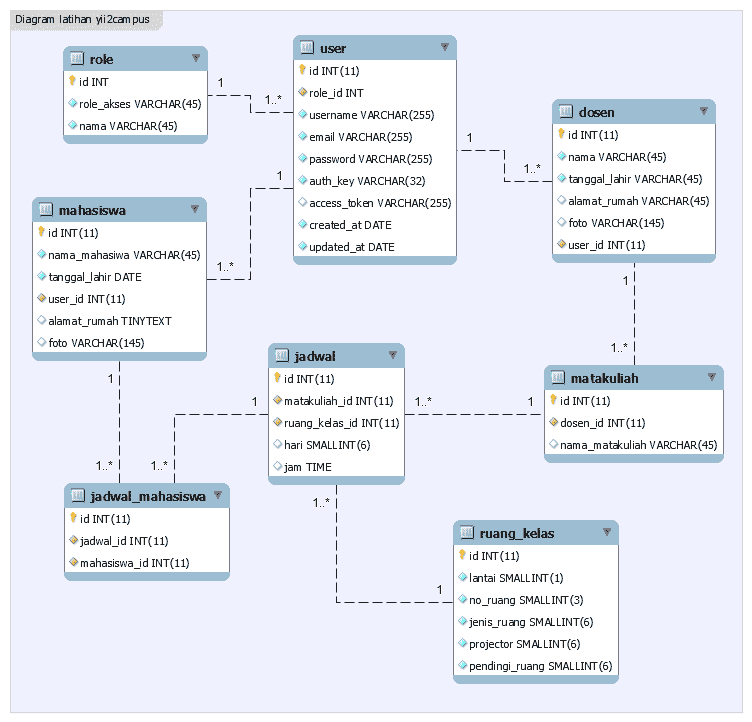 Diagram latihan yii2campus
role
id INT
role_akses VARCHAR(45)
nama VARCHAR(45)
1
1..*
user
id INT(11)
role_id INT
username VARCHAR(255)
email VARCHAR(255)
password VARCHAR(255)
auth_key VARCHAR(32)
access_token VARCHAR(255)
created_at DATE
updated_at DATE
1
1..*
dosen
id INT(11)
nama VARCHAR(45)
tanggal_lahir VARCHAR(45)
alamat_rumah VARCHAR(45)
foto VARCHAR(145)
user_id INT(11)
1
1..*
mahasiswa
id INT(11)
nama_mahasiwa VARCHAR(45)
tanggal_lahir DATE
user_id INT(11)
alamat_rumah TINYTEXT
foto VARCHAR(145)
1
1..*
1
1..*
jadwal
id INT(11)
matakuliah_id INT(11)
ruang_kelas_id INT(11)
hari SMALLINT(6)
jam TIME
1
1..*
1..*
1
matakuliah
id INT(11)
dosen_id INT(11)
nama_matakuliah VARCHAR(45)
jadwal_mahasiswa
id INT(11)
jadwal_id INT(11)
mahasiswa_id INT(11)
1..*
1
ruang_kelas
id INT(11)
lantai SMALLINT(1)
no_ruang SMALLINT(3)
jenis_ruang SMALLINT(6)
projector SMALLINT(6)
pendingi_ruang SMALLINT(6)